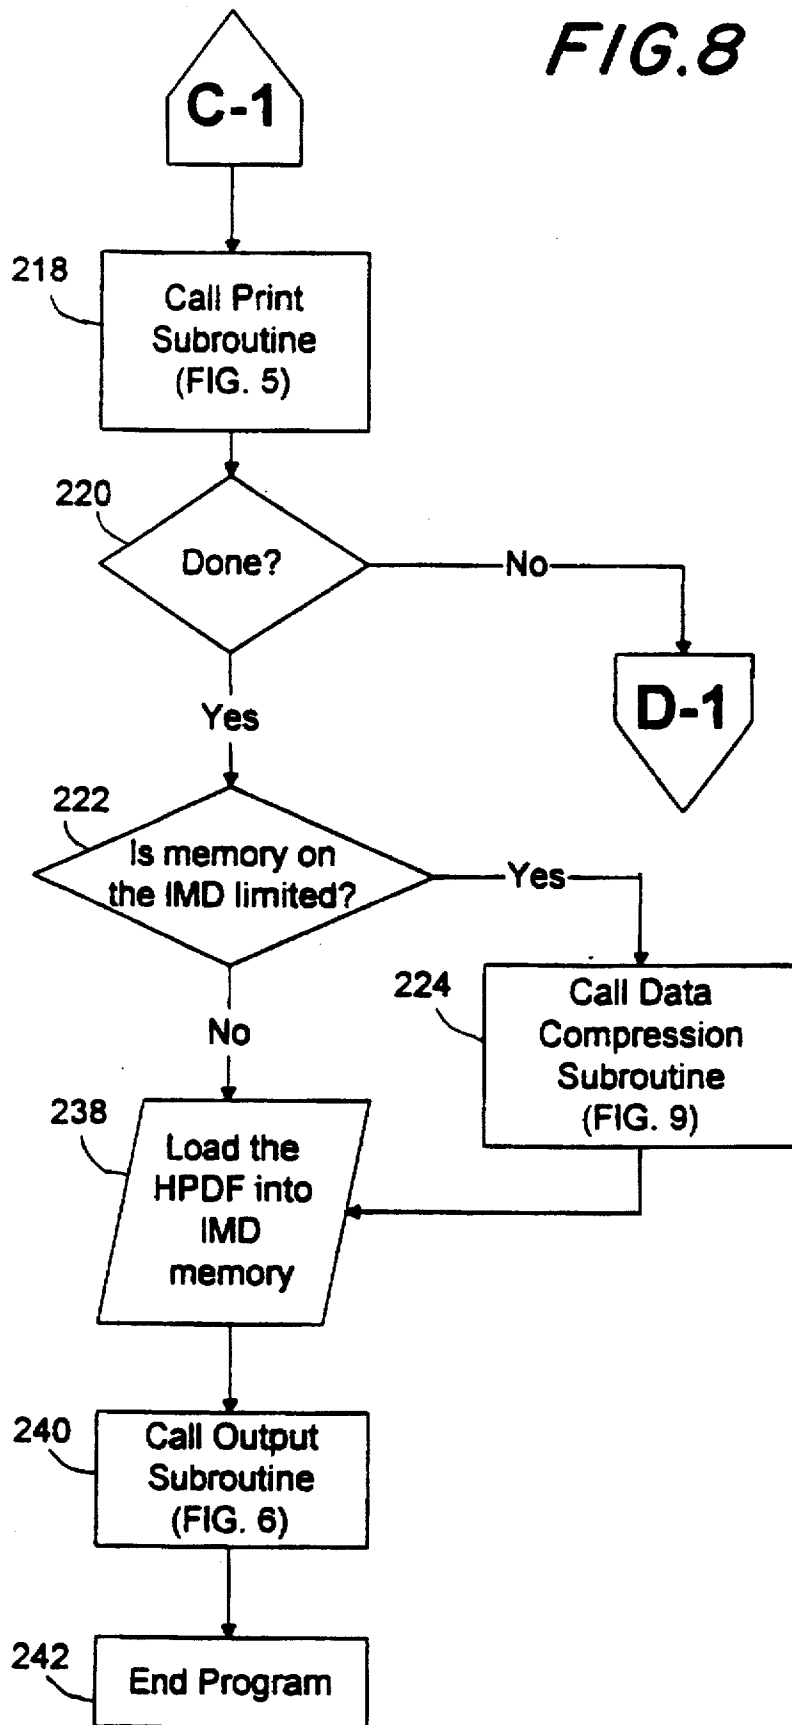 FIG.8
C-1
218
Call Print
Subroutine
(FIG. 5)
220
Done?
No
D-1
Yes
222
Is memory on
the IMD limited?
Yes
224
Call Data
Compression
Subroutine
(FIG. 9)
No
238
Load the
HPDF into
IMD
memory
240
Call Output
Subroutine
(FIG. 6)
242
End Program